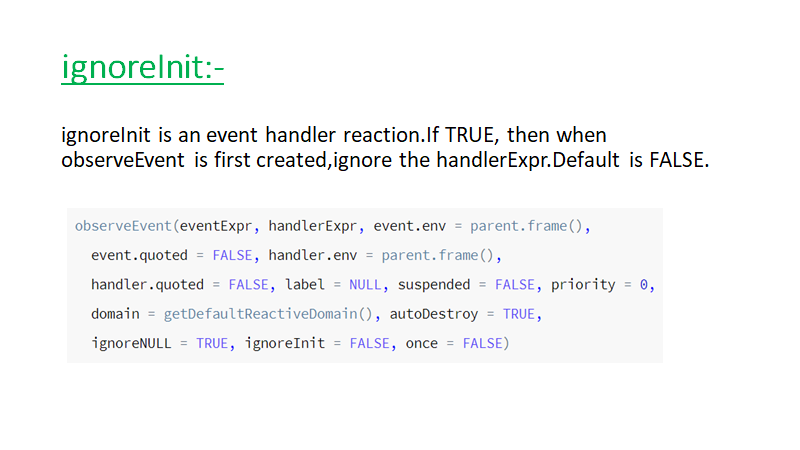 ignoreInit:-
ignoreInit is an event handler reaction.If TRUE, then when
observeEvent is first created,ignore the handlerExpr.Default is FALSE.
observeEvent(eventExpr, handlerExpr, event.env = parent.frame(),
event.quoted = FALSE, handler.env = parent.frame(),
handler.quoted = FALSE, label = NULL, suspended = FALSE, priority = 0,
domain = getDefaultReactiveDomain(), autoDestroy = TRUE,
ignoreNULL = TRUE, ignoreInit = FALSE, once = FALSE)